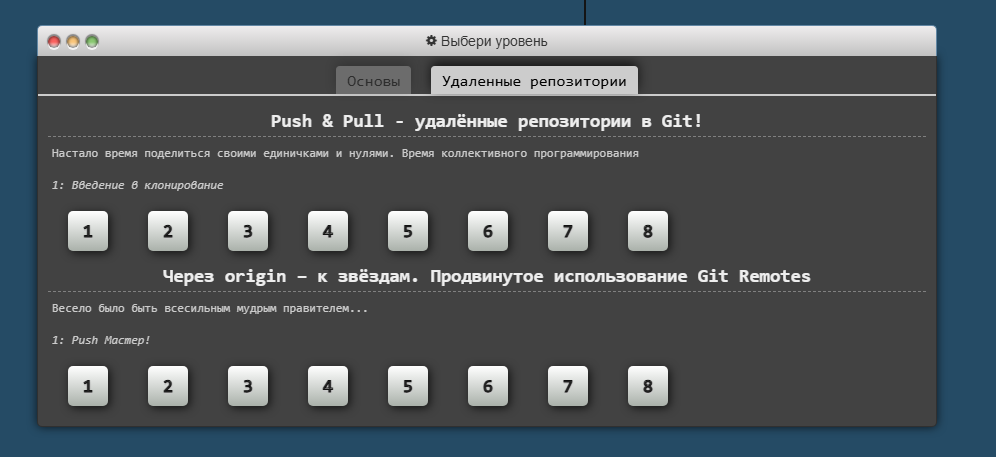 Выбери уровень
Основы
Удаленные репозитории
Push & Pull - удалённые репозитории в Git!
Настало время поделиться своими единичками и нулями. Время коллективного программирования
1: Введение в клонирование
1 2 3 4 5 6 7 8
Через origin – к звёздам. Продвинутое использование Git Remotes
Весело было быть всесильным мудрым правителем...
1: Push Мастер!
1 2 3 4 5 6 7 8